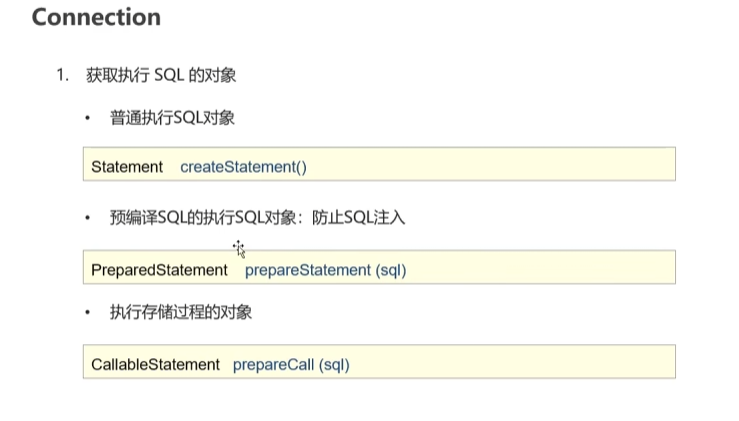 Connection
1. 获取执行 SQL 的对象
• 普通执行SQL对象
Statement createStatement()
• 预编译SQL的执行SQL对象：防止SQL注入
PreparedStatement prepareStatement (sql)
• 执行存储过程的对象
CallableStatement prepareCall (sql)